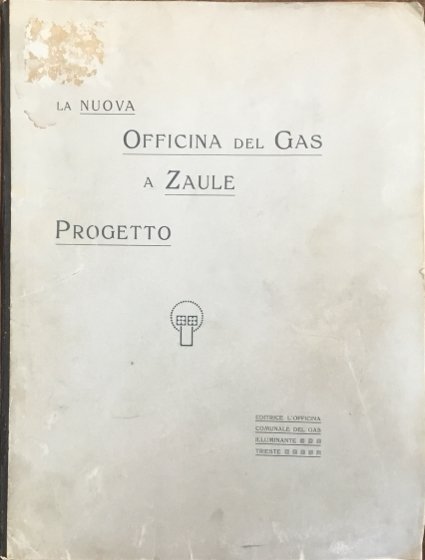 LA NUOVA
OFFICINA DEL GAS
A ZAULE
PROGETTO
EDITRICE L'OFFICINA
COMUNALE DEL GAS
ILLUMINANTE
TRIESTE